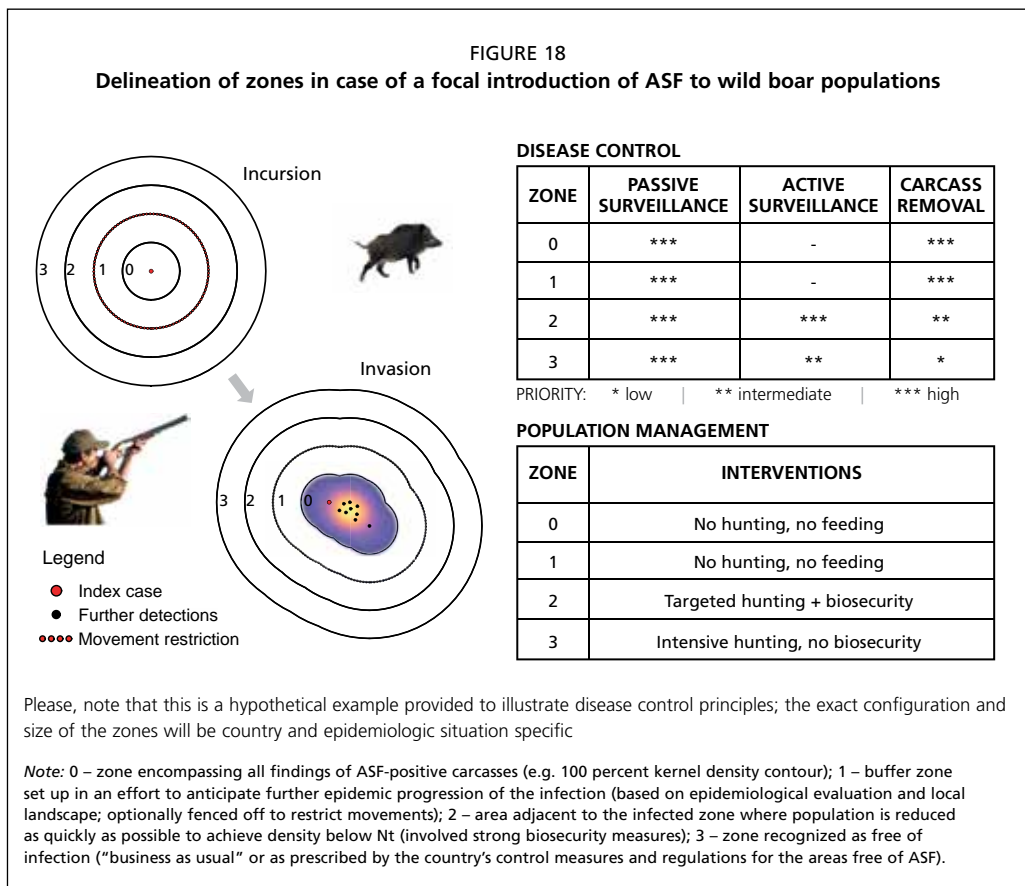 FIGURE 18
Delineation of zones in case of a focal introduction of ASF to wild boar populations
Incursion
3 2 1 0
Invasion
3 2 1 0
Legend
Index case
Further detections
Movement restriction
DISEASE CONTROL
ZONE PASSIVE SURVEILLANCE ACTIVE SURVEILLANCE CARCASS REMOVAL
0 *** - ***
1 *** - ***
2 *** *** **
3 *** ** *
PRIORITY: * low | ** intermediate | *** high
POPULATION MANAGEMENT
ZONE INTERVENTIONS
0 No hunting, no feeding
1 No hunting, no feeding
2 Targeted hunting + biosecurity
3 Intensive hunting, no biosecurity
Please, note that this is a hypothetical example provided to illustrate disease control principles; the exact configuration and
size of the zones will be country and epidemiologic situation specific
Note: 0 – zone encompassing all findings of ASF-positive carcasses (e.g. 100 percent kernel density contour); 1 – buffer zone
set up in an effort to anticipate further epidemic progression of the infection (based on epidemiological evaluation and local
landscape; optionally fenced off to restrict movements); 2 – area adjacent to the infected zone where population is reduced
as quickly as possible to achieve density below Nt (involved strong biosecurity measures); 3 – zone recognized as free of
infection (“business as usual” or as prescribed by the country’s control measures and regulations for the areas free of ASF).